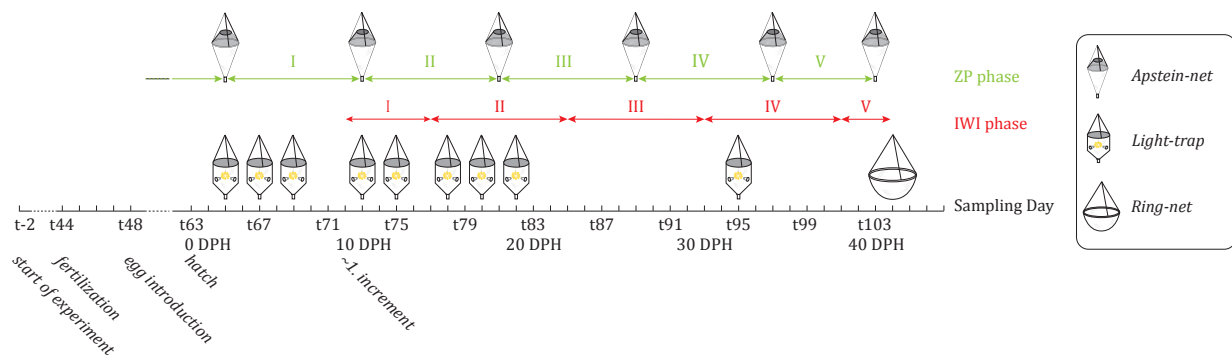 I II III IV V ZP phase
I II III IV V IWI phase
t-2 t44 t48 t63 t67 t71 t75 t79 t83 t87 t91 t95 t99 t103 Sampling Day
0 DPH 10 DPH 20 DPH 30 DPH 40 DPH
start of experiment
fertilization
egg introduction
hatch
~1. increment
Apstein-net
Light-trap
Ring-net